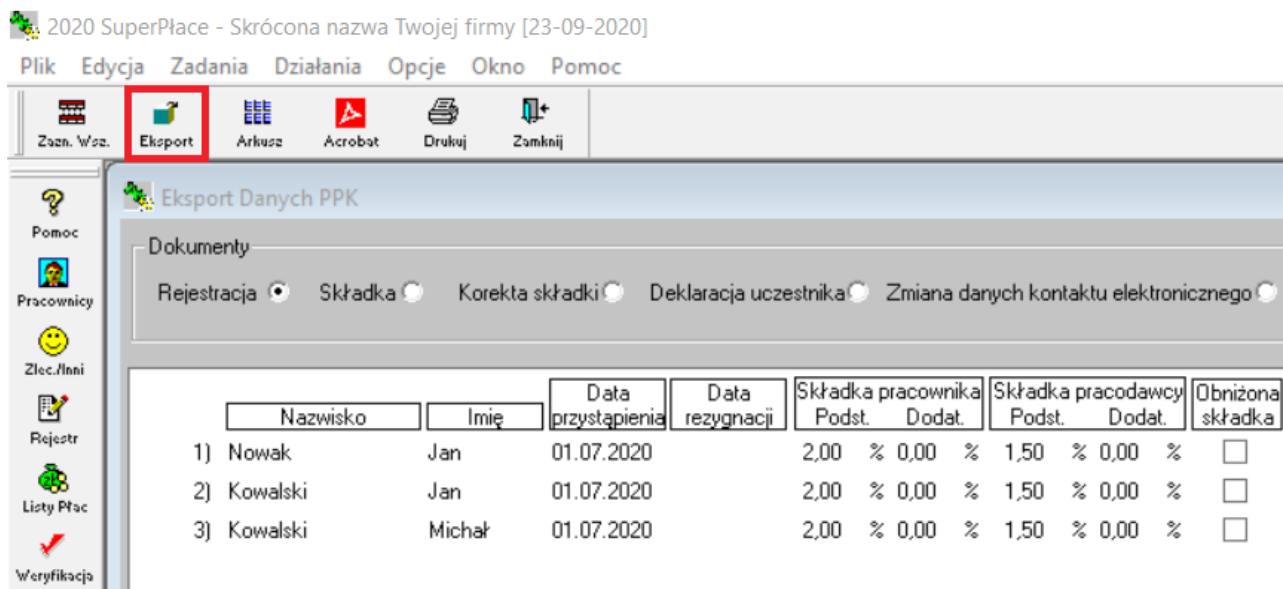 2020 SuperPłace - Skrócona nazwa Twojej firmy [23-09-2020]
Plik Edycja Zadania Działania Opcje Okno Pomoc
Zazn. Wsz. Eksport Arkusz Acrobat Drukuj Zamknij
Pomoc
Pracownicy
Zlec./Inni
Rejestr
Listy Płac
Weryfikacja
Eksport Danych PPK
Dokumenty
Rejestracja Składka Korekta składki Deklaracja uczestnika Zmiana danych kontaktu elektronicznego
Data Data Składka pracownika Składka pracodawcy Obniżona
Nazwisko Imię przystąpienia rezygnacji Podst. Dodat. Podst. Dodat. składka
1) Nowak Jan 01.07.2020 2,00 % 0,00 % 1,50 % 0,00 %
2) Kowalski Jan 01.07.2020 2,00 % 0,00 % 1,50 % 0,00 %
3) Kowalski Michał 01.07.2020 2,00 % 0,00 % 1,50 % 0,00 %